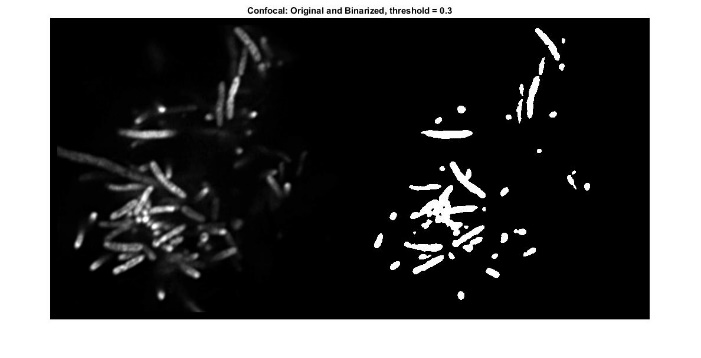 Confocal: Original and Binarized, threshold = 0.3